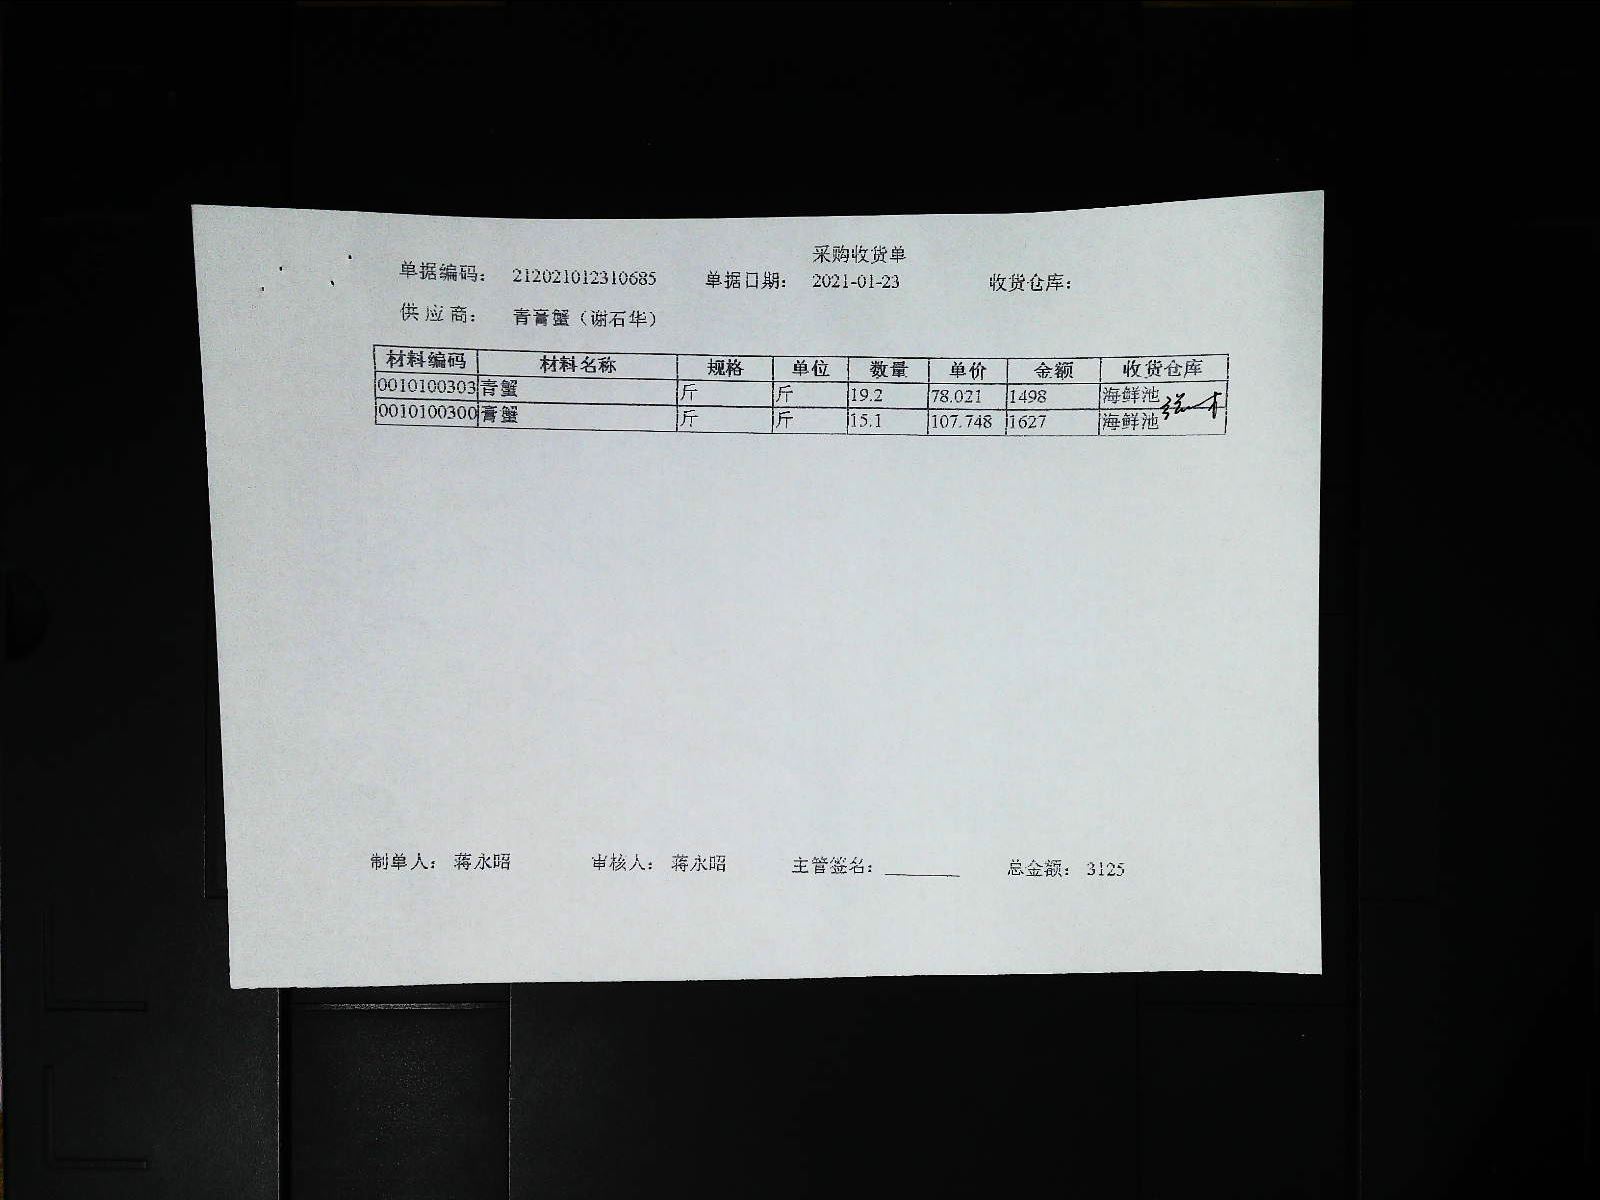 采购收货单
单据编码： 212021012310685 单据日期： 2021-01-23 收货仓库：
供应商： 青膏蟹（谢石华）
材料编码 材料名称 规格 单位 数量 单价 金额 收货仓库
0010100303 青蟹 斤 斤 19.2 78.021 1498 海鲜池
0010100300 膏蟹 斤 斤 15.1 107.748 1627 海鲜池
制单人： 蒋永昭 审核人： 蒋永昭 主管签名： 总金额： 3125